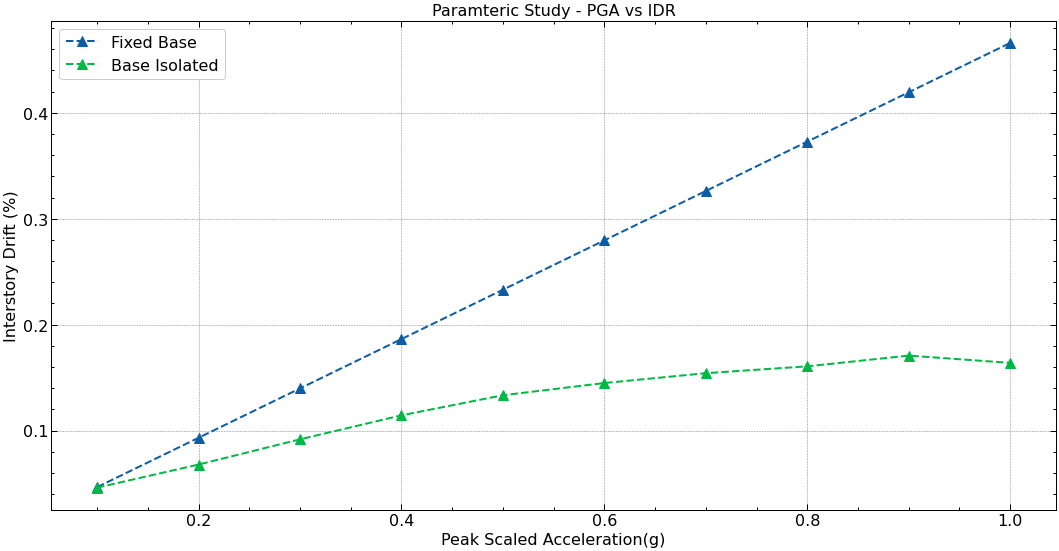 Paramteric Study - PGA vs IDR
Fixed Base
Base Isolated
Interstory Drift (%)
0.4
0.3
0.2
0.1
0.2 0.4 0.6 0.8 1.0
Peak Scaled Acceleration(g)